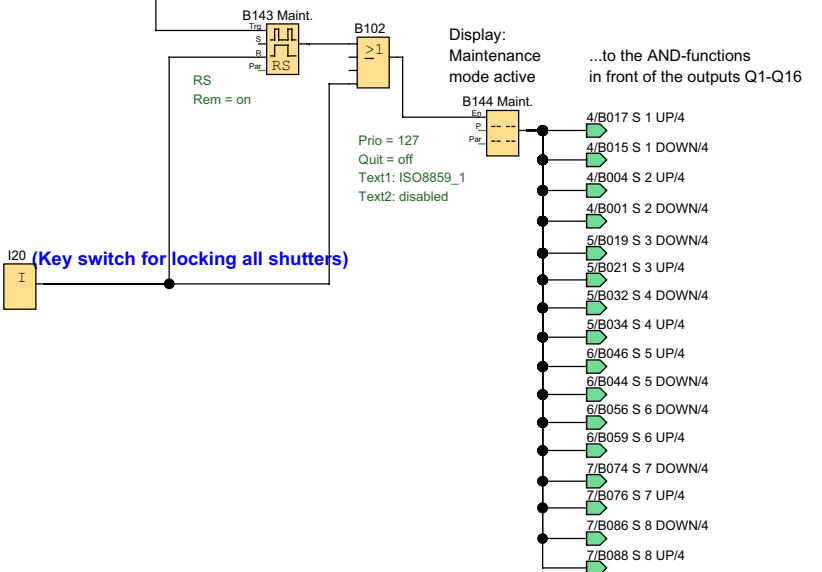 B143 Maint.
Trg
S
R
Par
RS
RS
Rem = on
B102
>1
Display:
Maintenance
mode active
...to the AND-functions
in front of the outputs Q1-Q16
B144 Maint.
En
P
Par
Prio = 127
Quit = off
Text1: ISO8859_1
Text2: disabled
I20
(Key switch for locking all shutters)
I
4/B017 S 1 UP/4
4/B015 S 1 DOWN/4
4/B004 S 2 UP/4
4/B001 S 2 DOWN/4
5/B019 S 3 DOWN/4
5/B021 S 3 UP/4
5/B032 S 4 DOWN/4
5/B034 S 4 UP/4
6/B046 S 5 UP/4
6/B044 S 5 DOWN/4
6/B056 S 6 DOWN/4
6/B059 S 6 UP/4
7/B074 S 7 DOWN/4
7/B076 S 7 UP/4
7/B086 S 8 DOWN/4
7/B088 S 8 UP/4